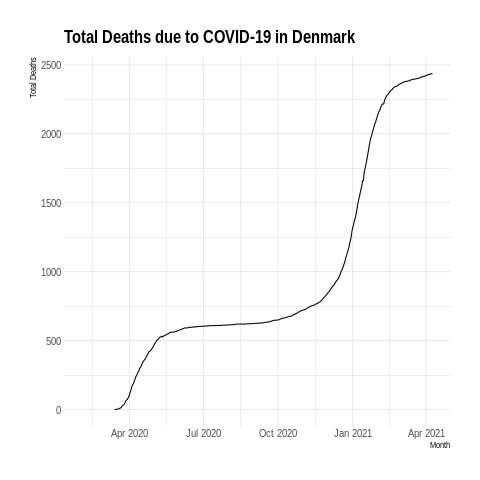 Total Deaths due to COVID-19 in Denmark
Total Deaths
2500
2000
1500
1000
500
0
Apr 2020 Jul 2020 Oct 2020 Jan 2021 Apr 2021
Month